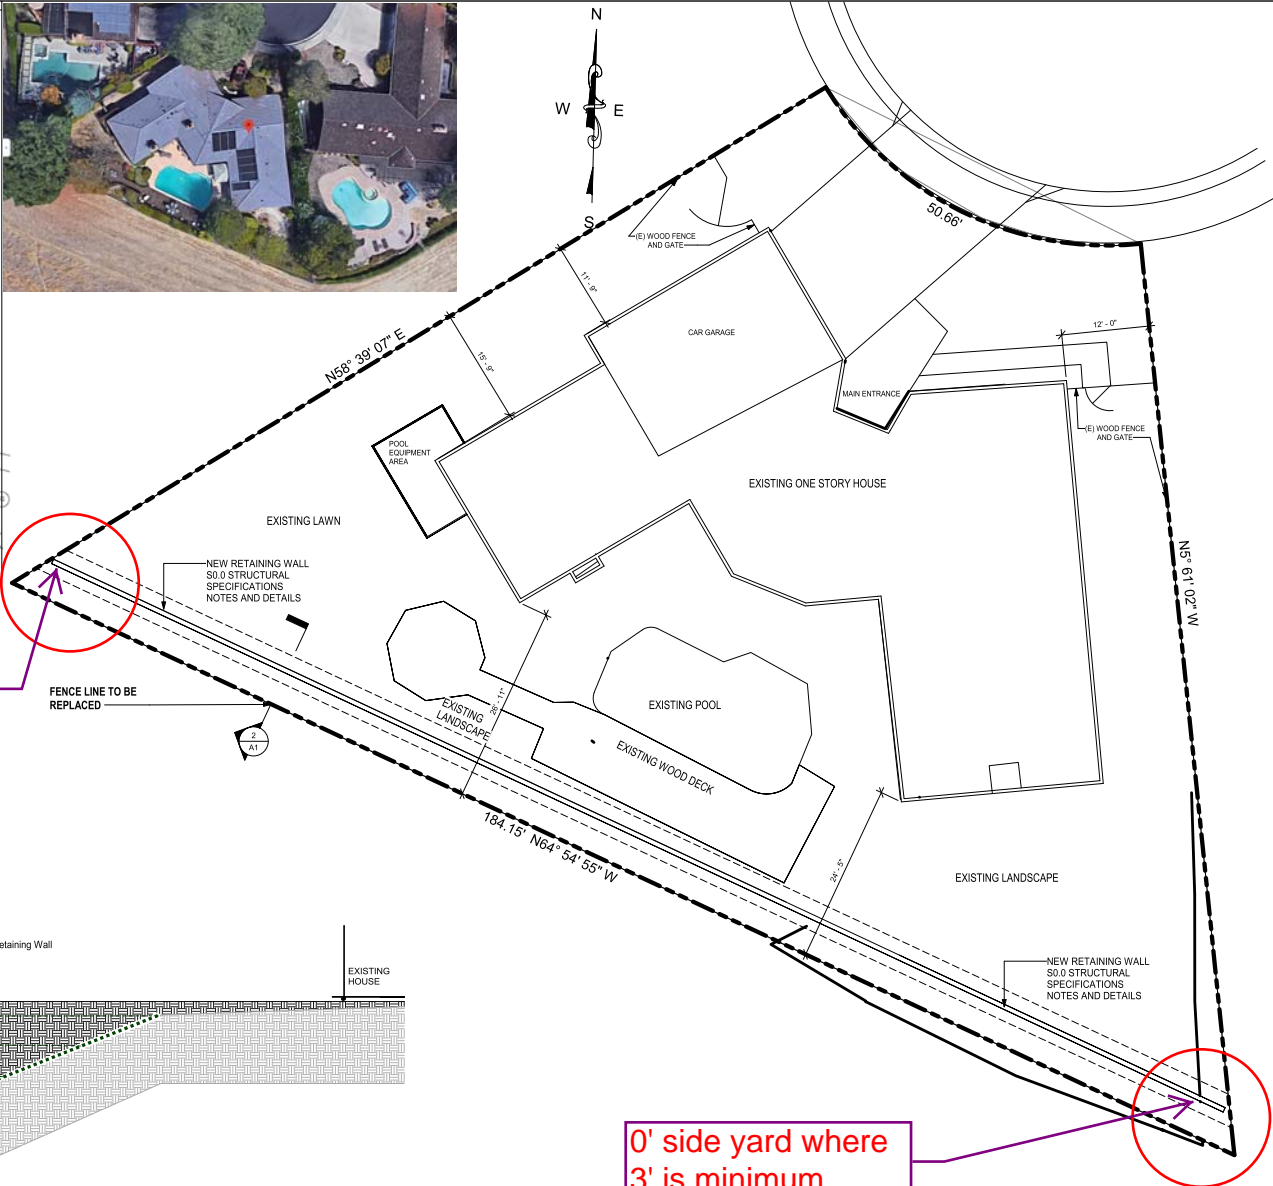 N
W
E
S
(E) WOOD FENCE
AND GATE
50.66'
11' - 9"
CAR GARAGE
12' - 0"
N58° 39' 07" E
15' - 9"
MAIN ENTRANCE
(E) WOOD FENCE
AND GATE
POOL
EQUIPMENT
AREA
EXISTING ONE STORY HOUSE
EXISTING LAWN
NEW RETAINING WALL
S0.0 STRUCTURAL
SPECIFICATIONS
NOTES AND DETAILS
N5° 61' 02" W
FENCE LINE TO BE
REPLACED
EXISTING
LANDSCAPE
26' - 11"
EXISTING POOL
2
A1
EXISTING WOOD DECK
184.15' N64° 54' 55" W
24' - 5"
EXISTING LANDSCAPE
etaining Wall
EXISTING
HOUSE
NEW RETAINING WALL
S0.0 STRUCTURAL
SPECIFICATIONS
NOTES AND DETAILS
0' side yard where
3' is minimum